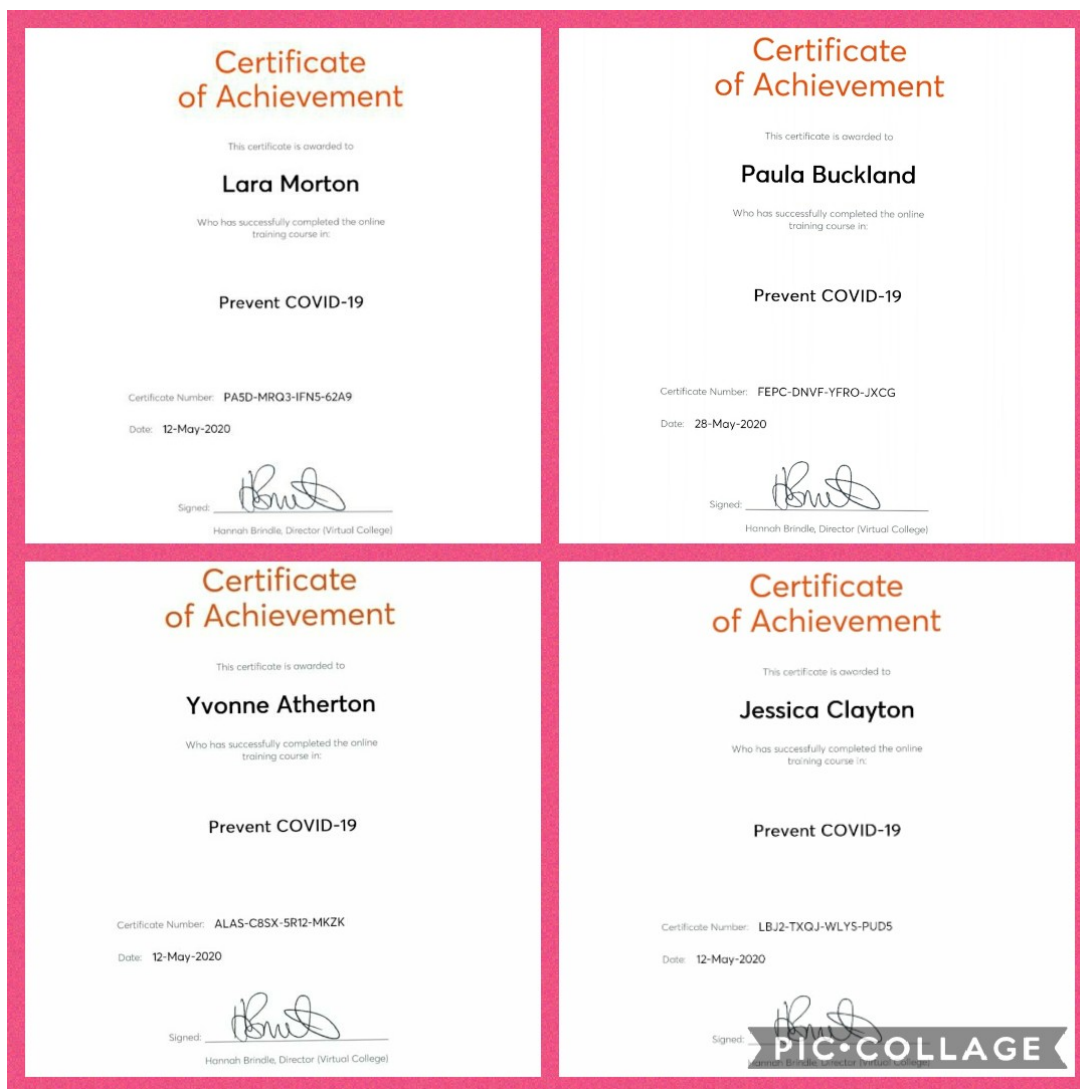 Certificate
of Achievement
This certificate is awarded to
Lara Morton
Who has successfully completed the online
training course in:
Prevent COVID-19
Certificate Number: PA5D-MRQ3-IFN5-62A9
Date: 12-May-2020
Signed:
Hannah Brindle, Director (Virtual College)
Certificate
of Achievement
This certificate is awarded to
Paula Buckland
Who has successfully completed the online
training course in:
Prevent COVID-19
Certificate Number: FEPC-DNVF-YFRO-JXCG
Date: 28-May-2020
Signed:
Hannah Brindle, Director (Virtual College)
Certificate
of Achievement
This certificate is awarded to
Yvonne Atherton
Who has successfully completed the online
training course in:
Prevent COVID-19
Certificate Number: ALAS-C8SX-5R12-MKZK
Date: 12-May-2020
Signed:
Hannah Brindle, Director (Virtual College)
Certificate
of Achievement
This certificate is awarded to
Jessica Clayton
Who has successfully completed the online
training course in:
Prevent COVID-19
Certificate Number: LBJ2-TXQJ-WLYS-PUD5
Date: 12-May-2020
Signed:
Hannah Brindle, Director (Virtual College)
PIC•COLLAGE